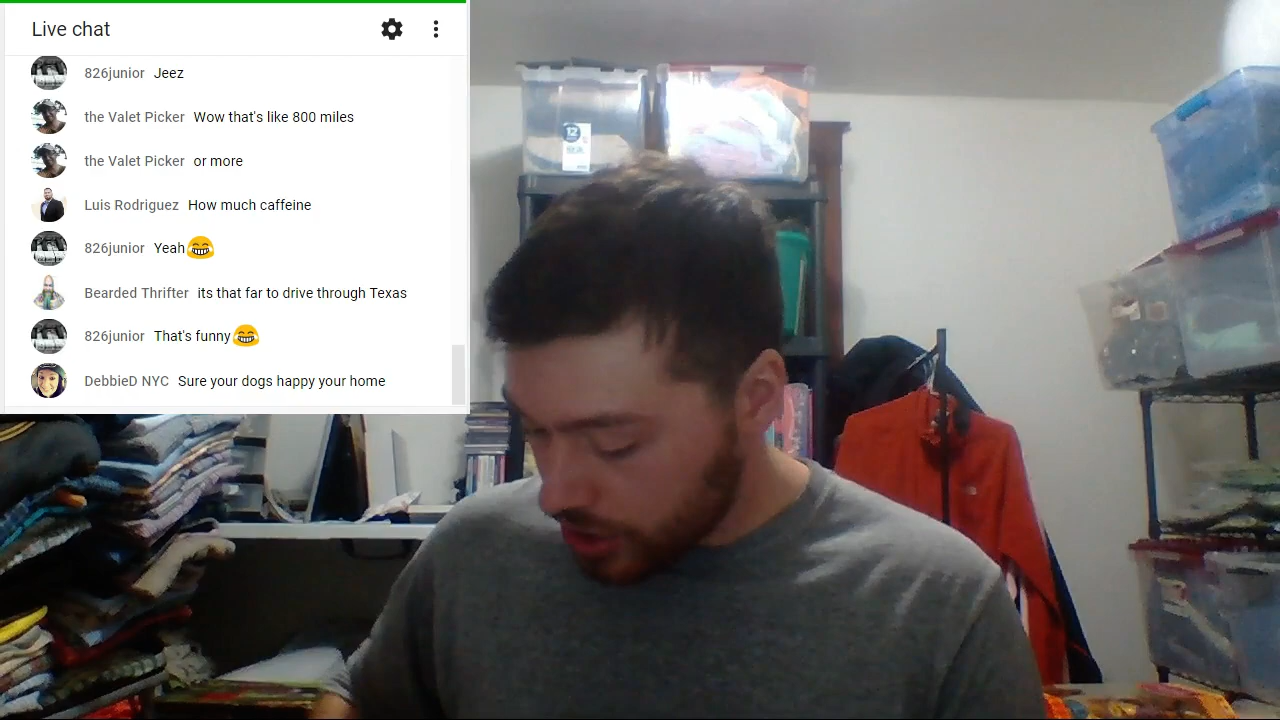 Live chat
826junior Jeez
the Valet Picker Wow that's like 800 miles
the Valet Picker or more
Luis Rodriguez How much caffeine
826junior Yeah😂
Bearded Thrifter its that far to drive through Texas
826junior That's funny😂
DebbieD NYC Sure your dogs happy your home
12